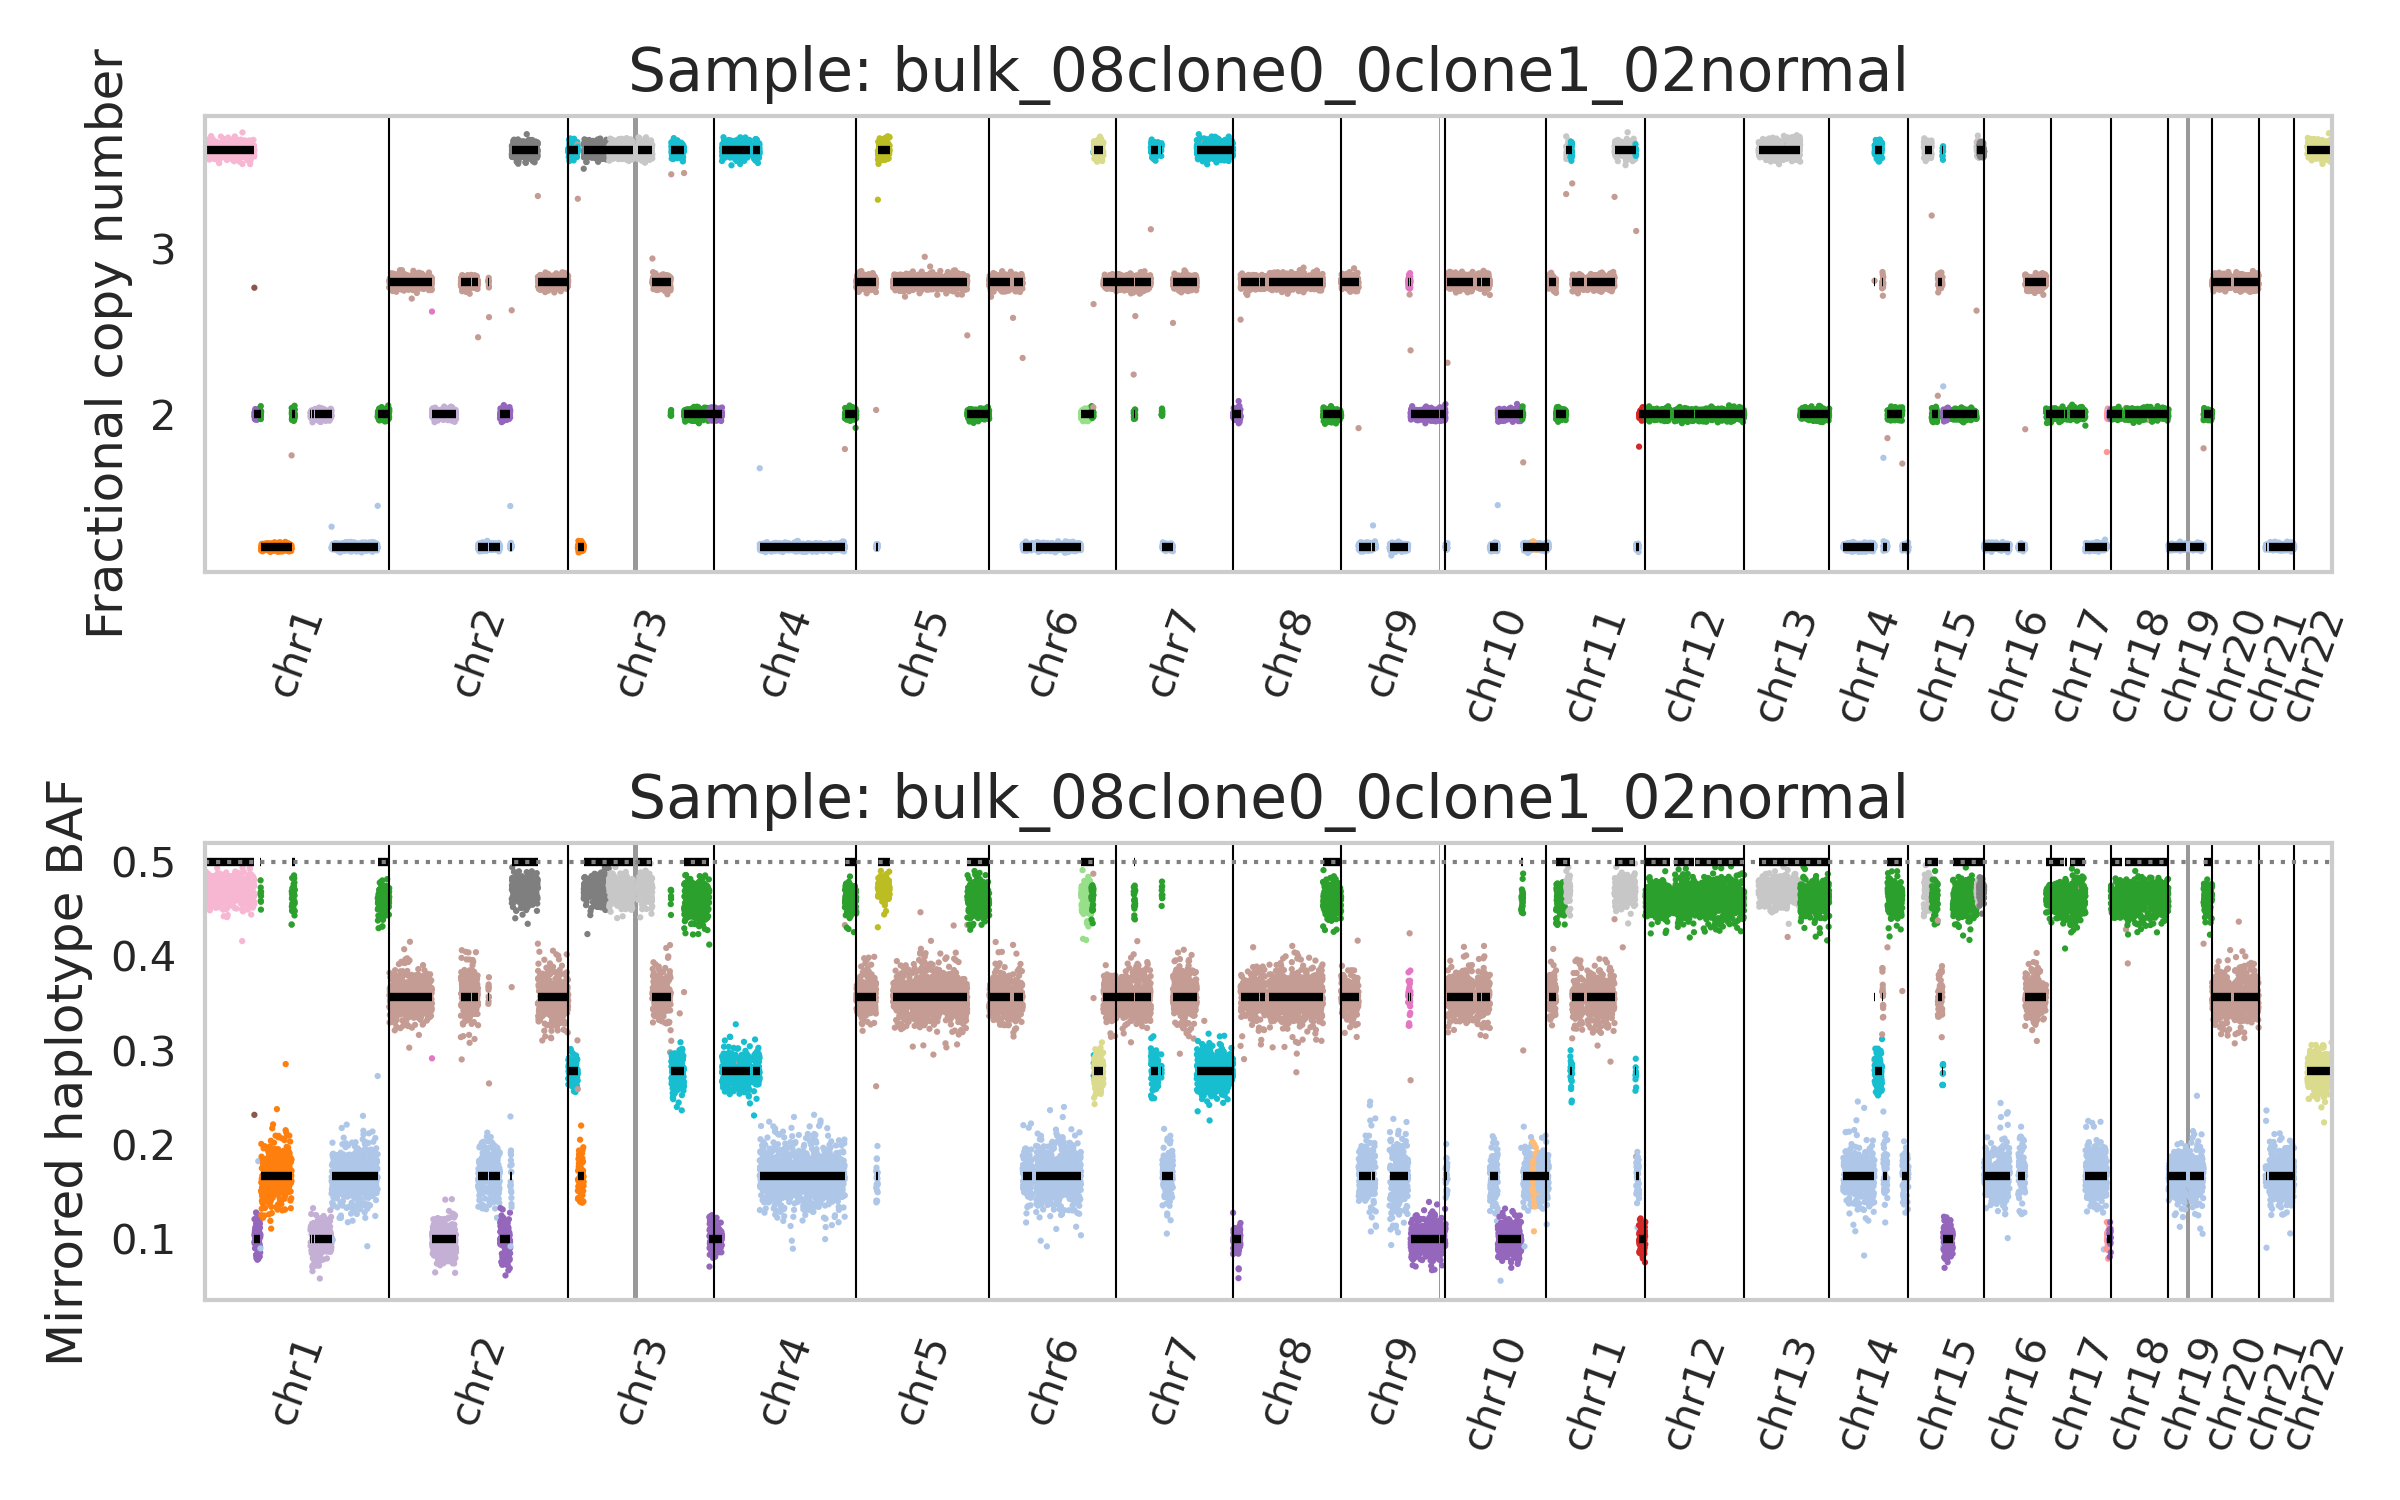 Sample: bulk_08clone0_0clone1_02normal
Fractional copy number
3
2
chr1 chr2 chr3 chr4 chr5 chr6 chr7 chr8 chr9 chr10 chr11 chr12 chr13 chr14 chr15 chr16 chr17 chr18 chr19 chr20 chr21 chr22
Sample: bulk_08clone0_0clone1_02normal
Mirrored haplotype BAF
0.5
0.4
0.3
0.2
0.1
chr1 chr2 chr3 chr4 chr5 chr6 chr7 chr8 chr9 chr10 chr11 chr12 chr13 chr14 chr15 chr16 chr17 chr18 chr19 chr20 chr21 chr22